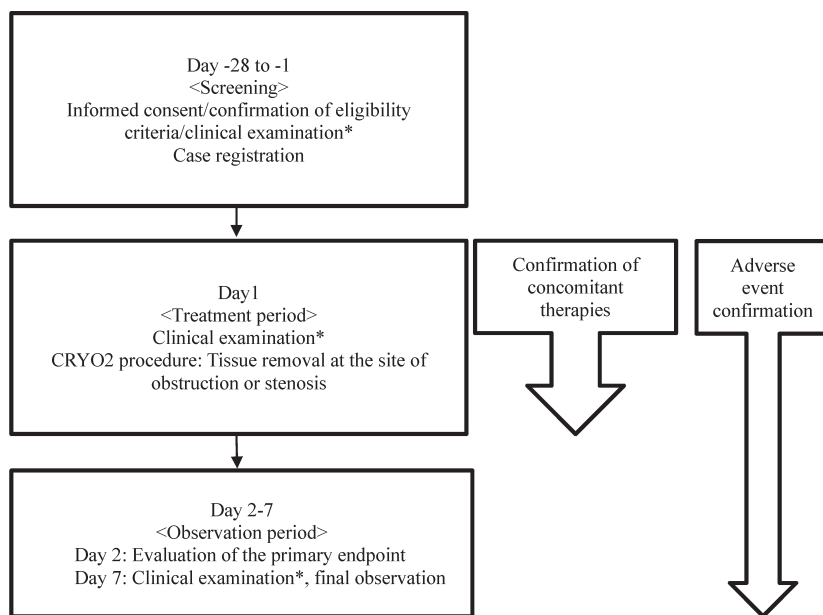 Day -28 to -1
<Screening>
Informed consent/confirmation of eligibility
criteria/clinical examination*
Case registration
Day1
<Treatment period>
Clinical examination*
CRYO2 procedure: Tissue removal at the site of
obstruction or stenosis
Confirmation of
concomitant
therapies
Adverse
event
confirmation
Day 2-7
<Observation period>
Day 2: Evaluation of the primary endpoint
Day 7: Clinical examination*, final observation